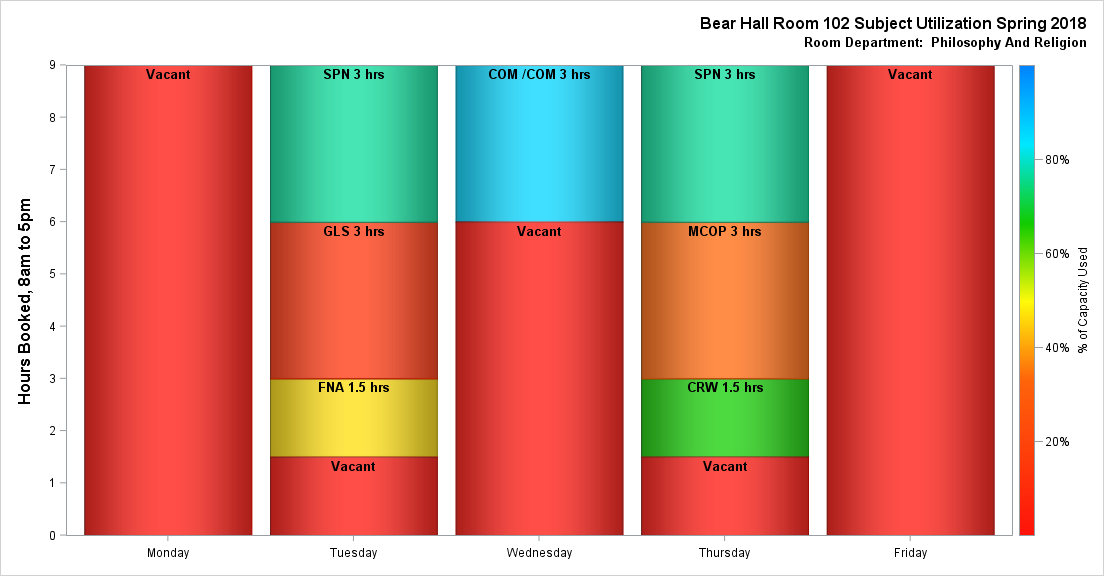 Bear Hall Room 102 Subject Utilization Spring 2018
Room Department:  Philosophy And Religion
Hours Booked, 8am to 5pm
9
8
7
6
5
4
3
2
1
0
Vacant
SPN 3 hrs
GLS 3 hrs
FNA 1.5 hrs
Vacant
COM /COM 3 hrs
Vacant
SPN 3 hrs
MCOP 3 hrs
CRW 1.5 hrs
Vacant
Vacant
Monday
Tuesday
Wednesday
Thursday
Friday
80%
60%
40%
20%
% of Capacity Used